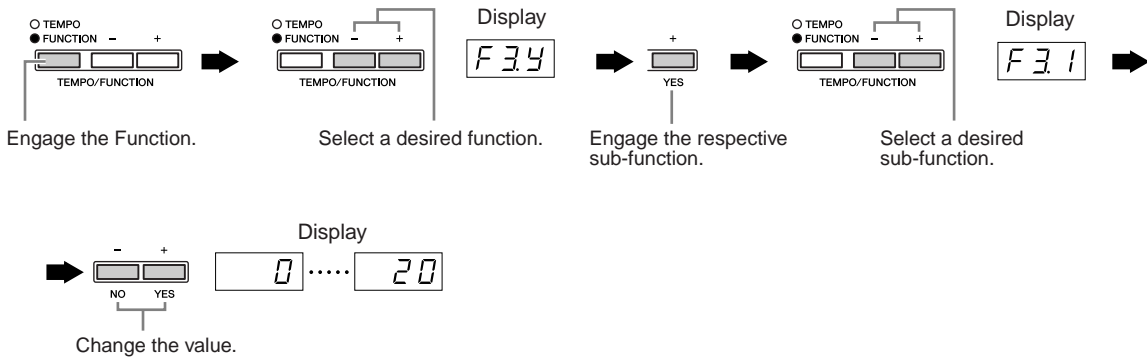 Display
Display
○ TEMPO
● FUNCTION − +
TEMPO/FUNCTION
○ TEMPO
● FUNCTION − +
TEMPO/FUNCTION
F 3.Y
+
YES
○ TEMPO
● FUNCTION − +
TEMPO/FUNCTION
F 3.1
Engage the Function.
Select a desired function.
Engage the respective
sub-function.
Select a desired
sub-function.
Display
− +
NO YES
0 ····· 20
Change the value.